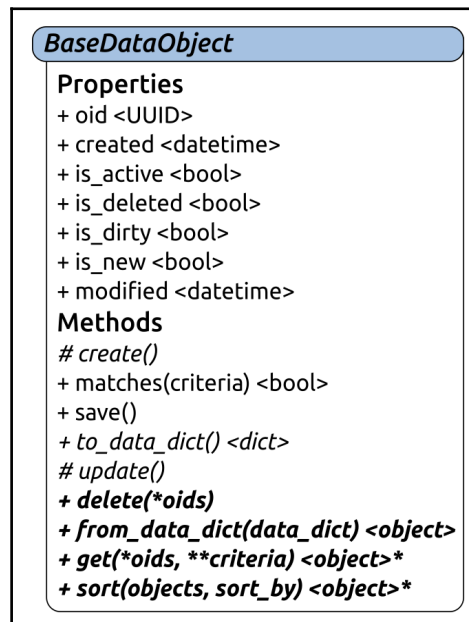 BaseDataObject
Properties
+ oid <UUID>
+ created <datetime>
+ is_active <bool>
+ is_deleted <bool>
+ is_dirty <bool>
+ is_new <bool>
+ modified <datetime>
Methods
# create()
+ matches(criteria) <bool>
+ save()
+ to_data_dict() <dict>
# update()
+ delete(*oids)
+ from_data_dict(data_dict) <object>
+ get(*oids, **criteria) <object>*
+ sort(objects, sort_by) <object>*